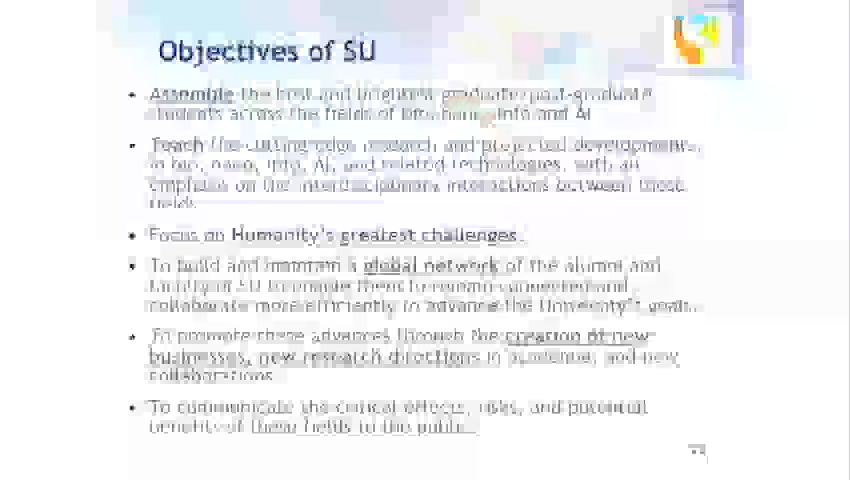 Objectives of SU
• Assemble the best and brightest graduate/post-graduate
students across the fields of bio, nano, info and AI
• Teach the cutting edge research and projected developments
in bio, nano, info, AI, and related technologies, with an
emphasis on the interdisciplinary interactions between these
fields.
• Focus on Humanity's greatest challenges.
• To build and maintain a global network of the alumni and
faculty of SU to enable them to remain connected and
collaborate more efficiently to advance the University's goals.
• To promote these advances through the creation of new
businesses, new research directions in academia, and new
collaborations.
• To communicate the critical effects, risks, and potential
benefits of these fields to the public.